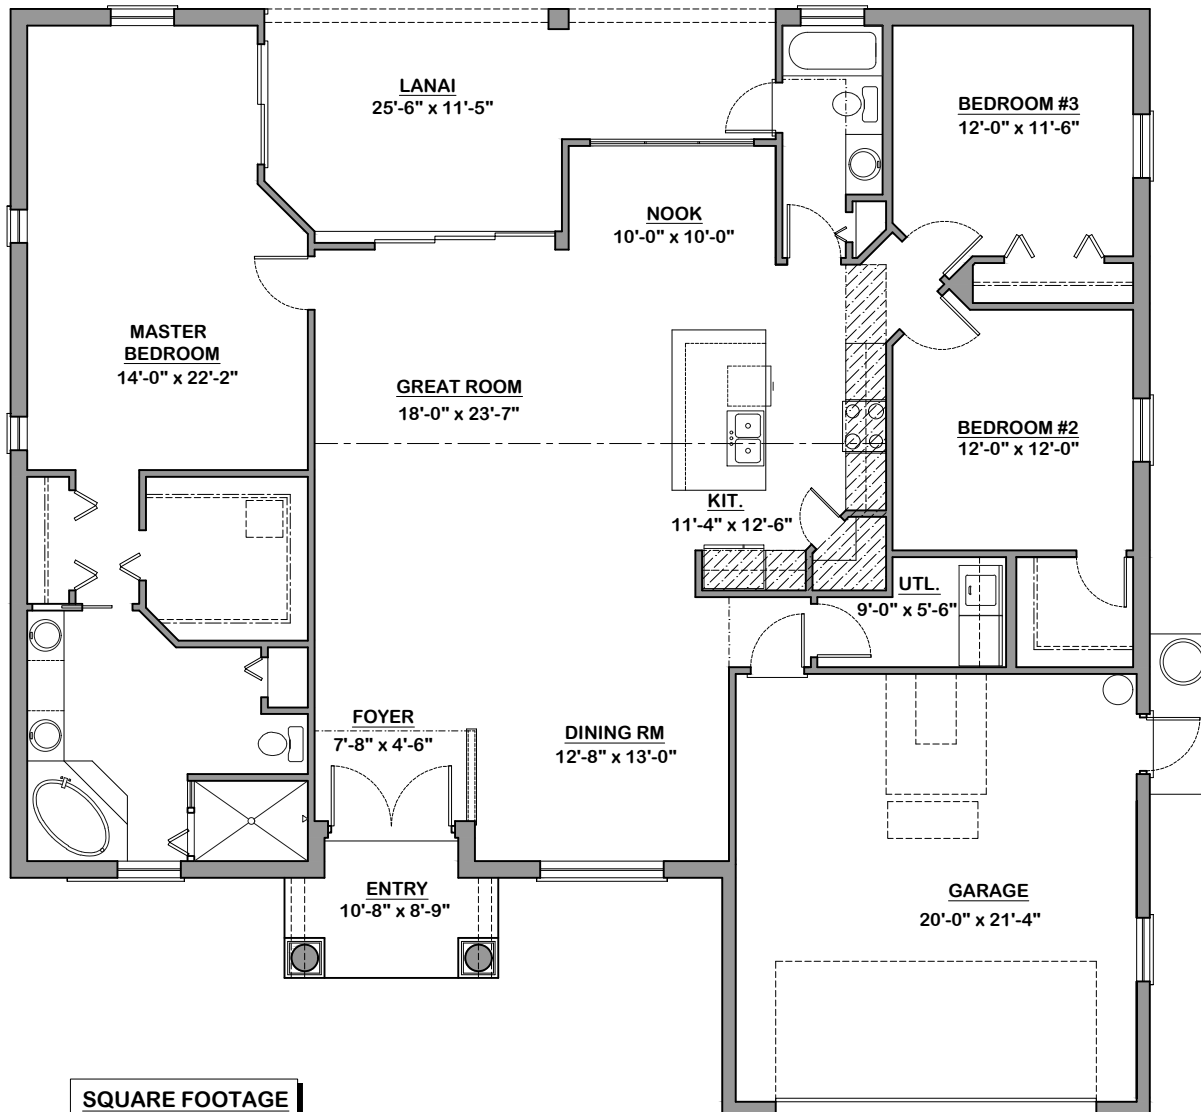 LANAI
25'-6" x 11'-5"
BEDROOM #3
12'-0" x 11'-6"
NOOK
10'-0" x 10'-0"
MASTER
BEDROOM
14'-0" x 22'-2"
GREAT ROOM
18'-0" x 23'-7"
BEDROOM #2
12'-0" x 12'-0"
KIT.
11'-4" x 12'-6"
UTL.
9'-0" x 5'-6"
FOYER
7'-8" x 4'-6"
DINING RM
12'-8" x 13'-0"
ENTRY
10'-8" x 8'-9"
GARAGE
20'-0" x 21'-4"
SQUARE FOOTAGE